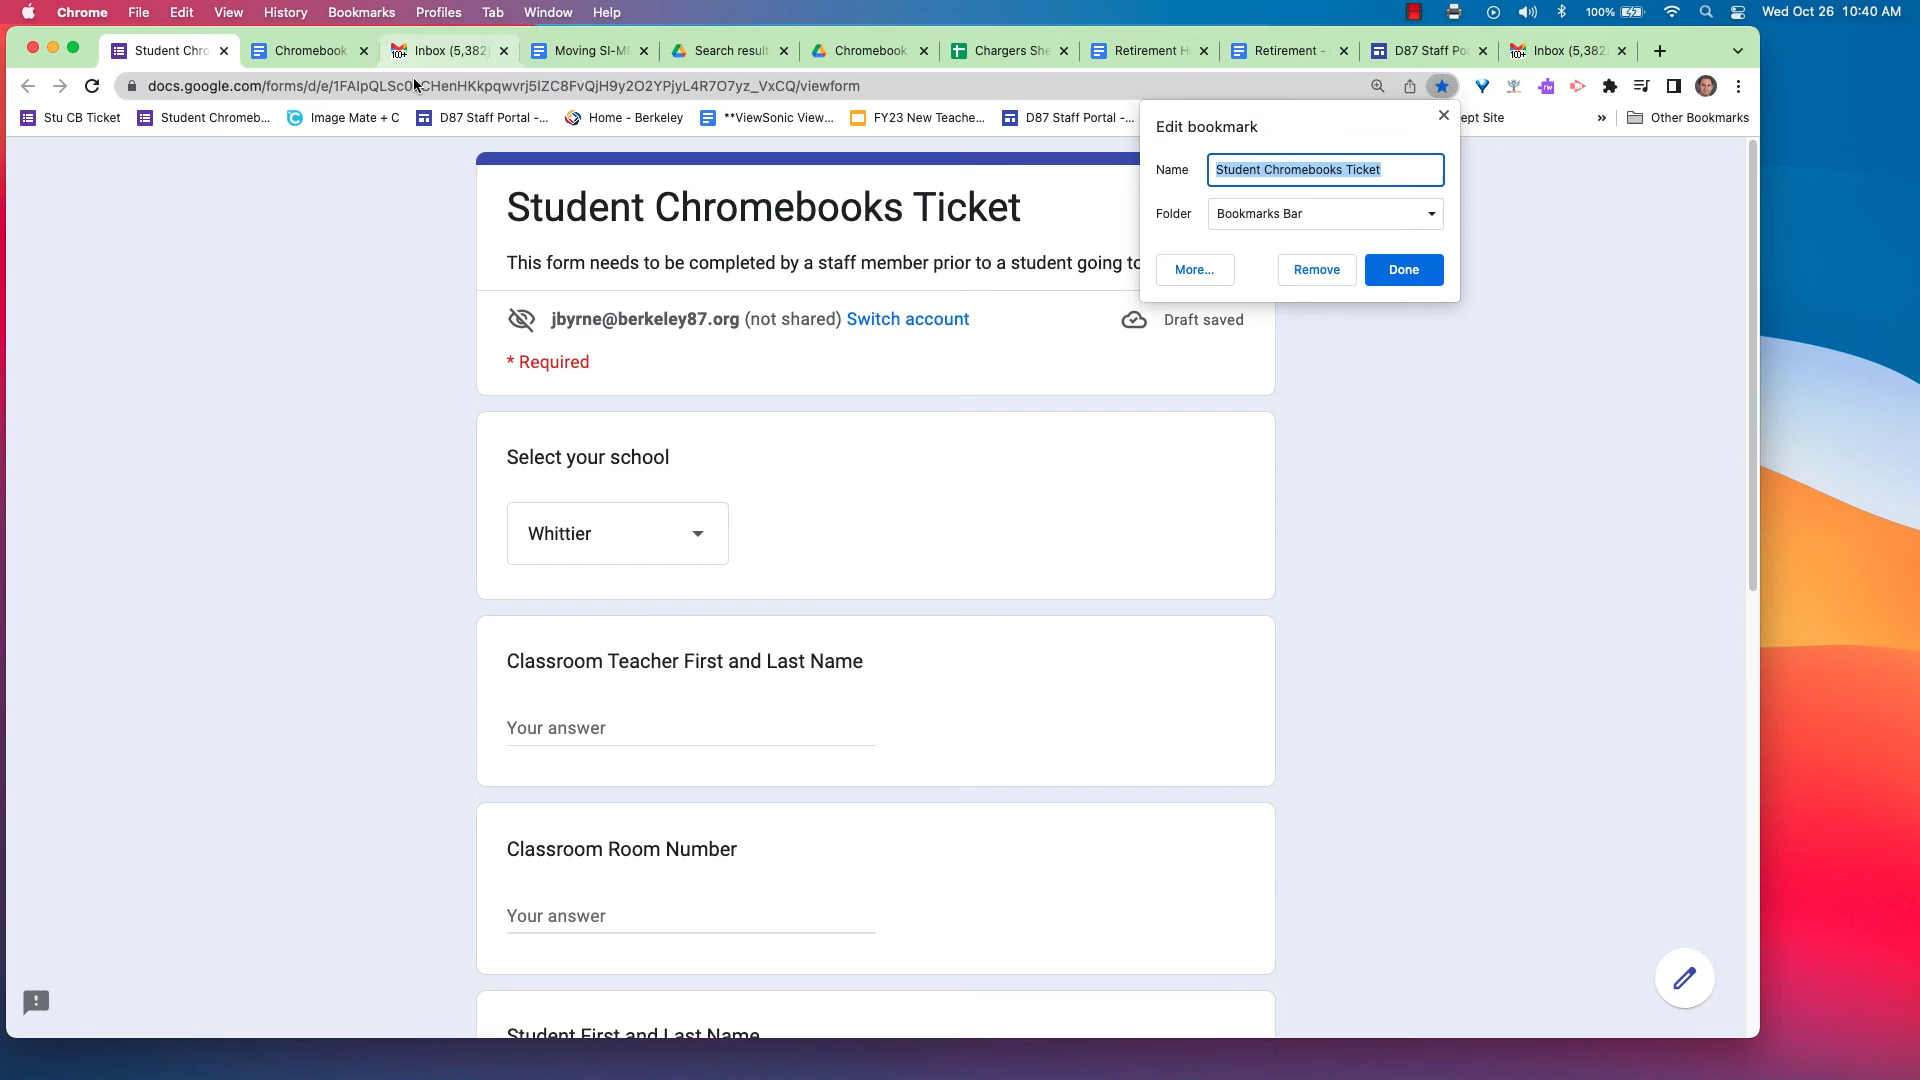 Chrome File Edit View History Bookmarks Profiles Tab Window Help 100% Wed Oct 26 10:40 AM
Student Chro Chromebook Inbox (5,382 Moving SI-M Search result Chromebook Chargers She Retirement H Retirement - D87 Staff Po Inbox (5,382
docs.google.com/forms/d/e/ /viewform
Stu CB Ticket Student Chromeb... Image Mate + C D87 Staff Portal -... Home - Berkeley **ViewSonic View... FY23 New Teache... D87 Staff Portal -... ept Site » Other Bookmarks
Edit bookmark
Name Student Chromebooks Ticket
Folder Bookmarks Bar
More... Remove Done
Student Chromebooks Ticket
This form needs to be completed by a staff member prior to a student going to
jbyrne@berkeley87.org (not shared) Switch account Draft saved
* Required
Select your school
Whittier
Classroom Teacher First and Last Name
Your answer
Classroom Room Number
Your answer
Student First and Last Name